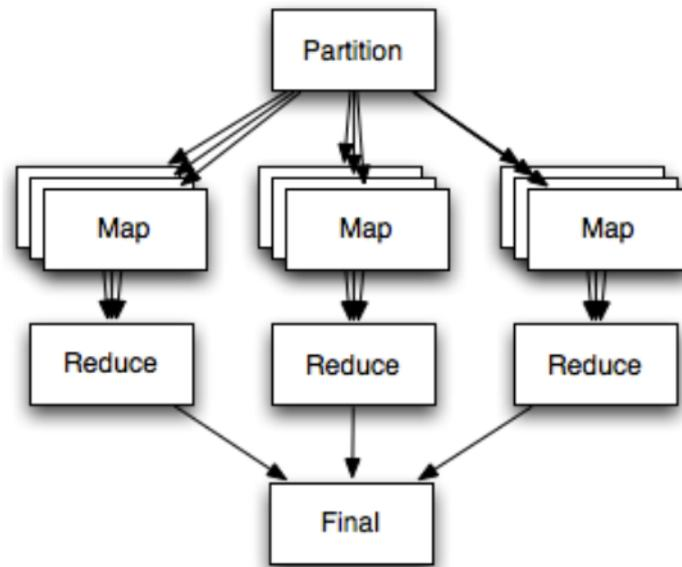 Partition
Map
Map
Map
Reduce
Reduce
Reduce
Final